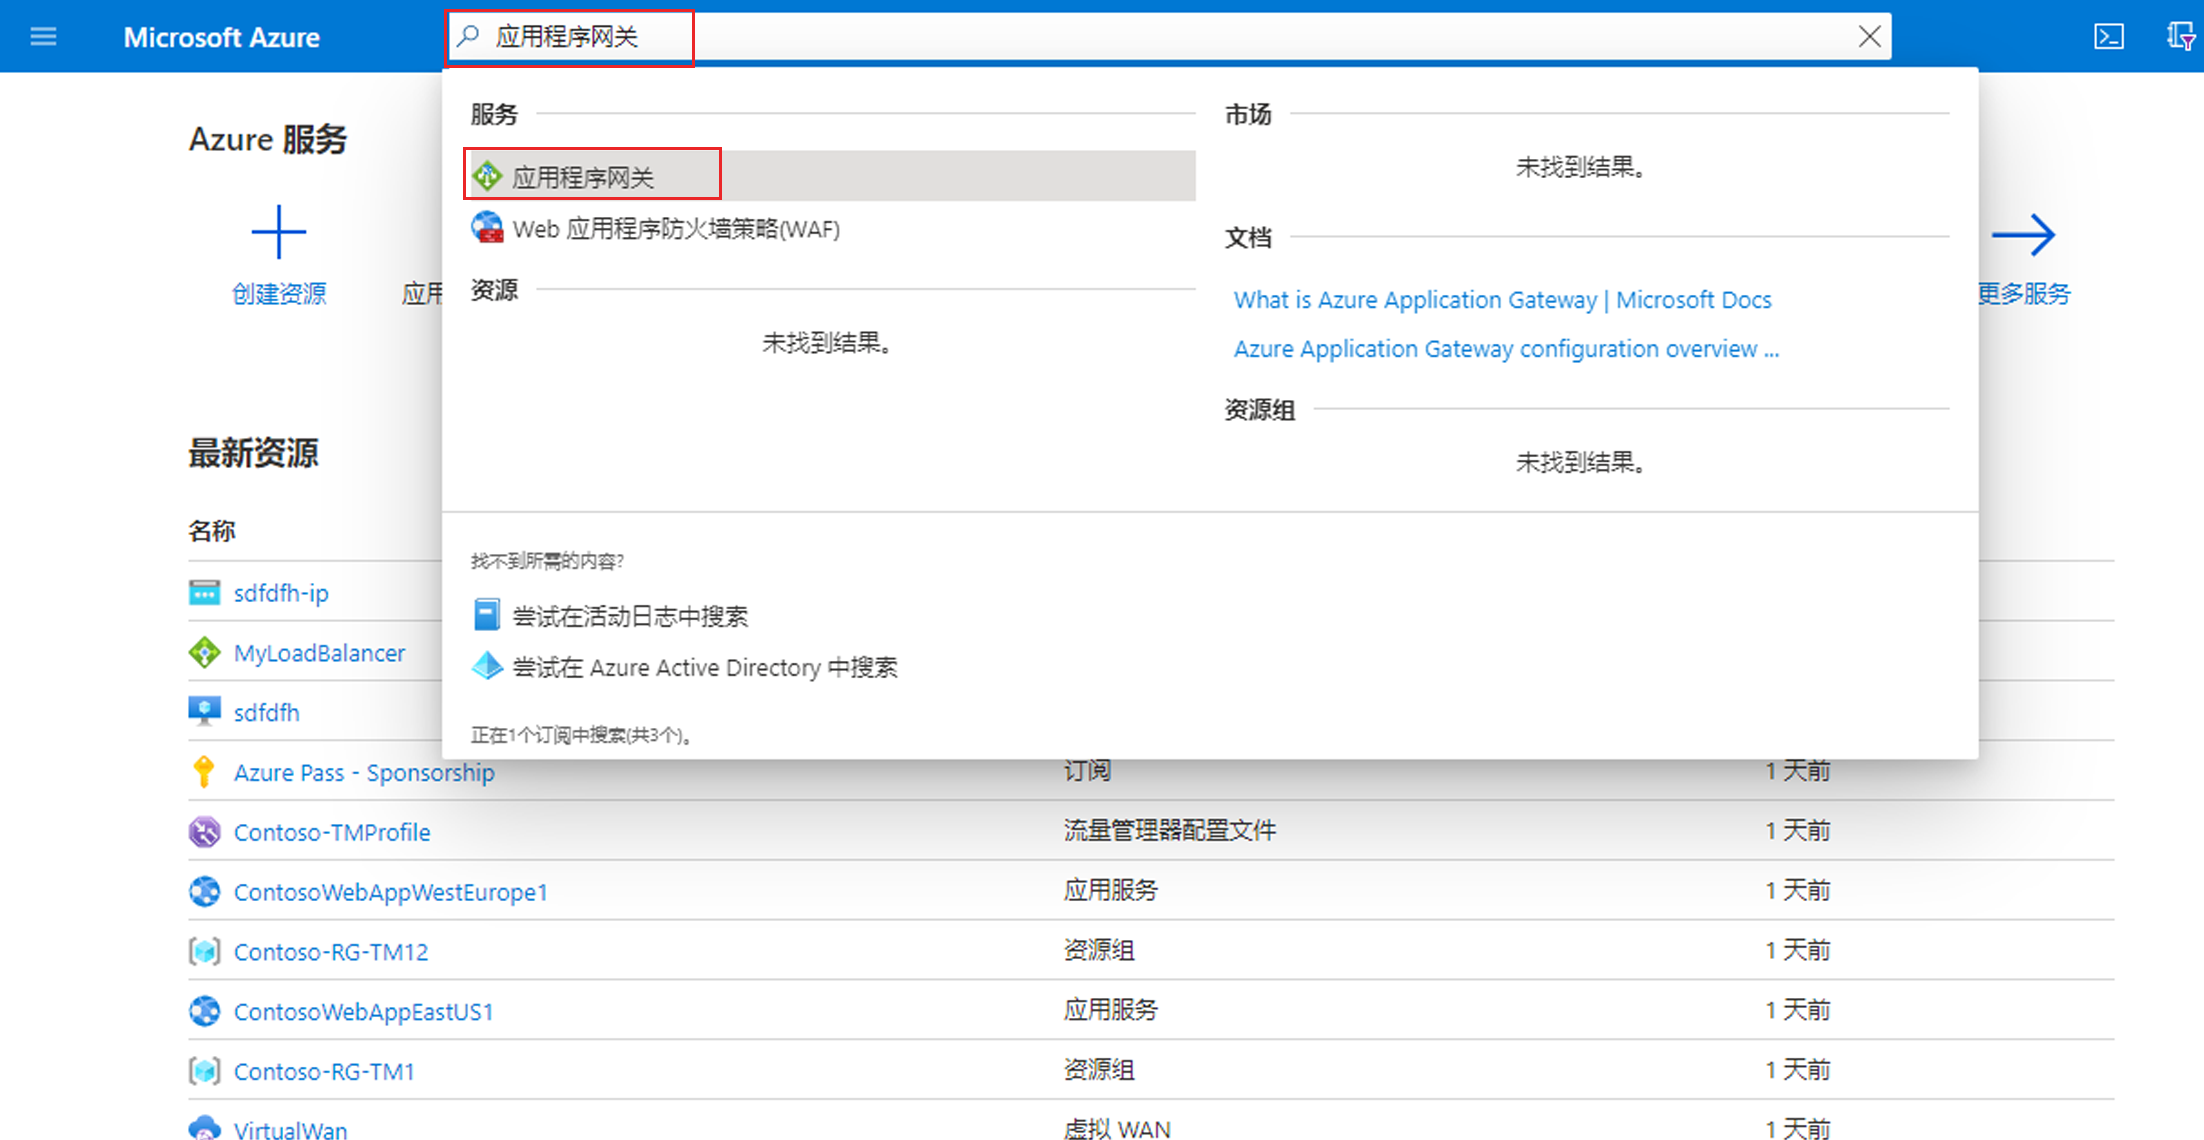 Microsoft Azure
应用程序网关
Azure 服务
创建资源
应用
更多服务
服务
应用程序网关
Web 应用程序防火墙策略(WAF)
资源
未找到结果。
市场
未找到结果。
文档
What is Azure Application Gateway | Microsoft Docs
Azure Application Gateway configuration overview ...
资源组
未找到结果。
找不到所需的内容?
尝试在活动日志中搜索
尝试在 Azure Active Directory 中搜索
正在1个订阅中搜索(共3个)。
最新资源
名称
sdfdfh-ip
MyLoadBalancer
sdfdfh
Azure Pass - Sponsorship 订阅 1 天前
Contoso-TMProfile 流量管理器配置文件 1 天前
ContosoWebAppWestEurope1 应用服务 1 天前
Contoso-RG-TM12 资源组 1 天前
ContosoWebAppEastUS1 应用服务 1 天前
Contoso-RG-TM1 资源组 1 天前
VirtualWan 虚拟 WAN 1 天前